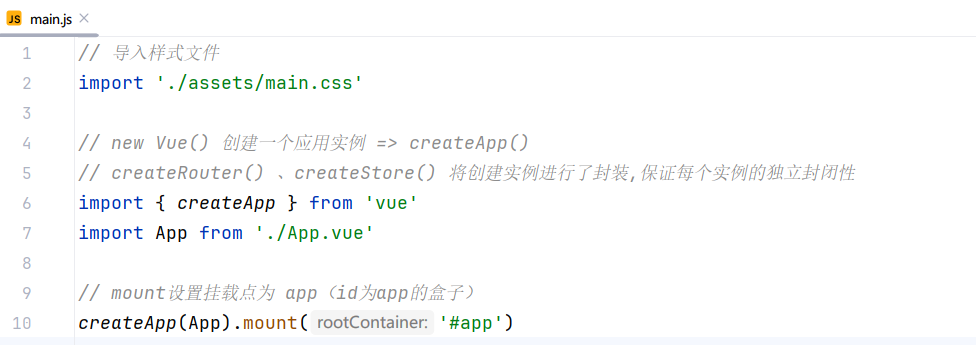 JS main.js ×
1 // 导入样式文件
2 import './assets/main.css'
3
4 // new Vue() 创建一个应用实例 => createApp()
5 // createRouter() 、createStore() 将创建实例进行了封装,保证每个实例的独立封闭性
6 import { createApp } from 'vue'
7 import App from './App.vue'
8
9 // mount设置挂载点为 app（id为app的盒子）
10 createApp(App).mount( rootContainer: '#app')